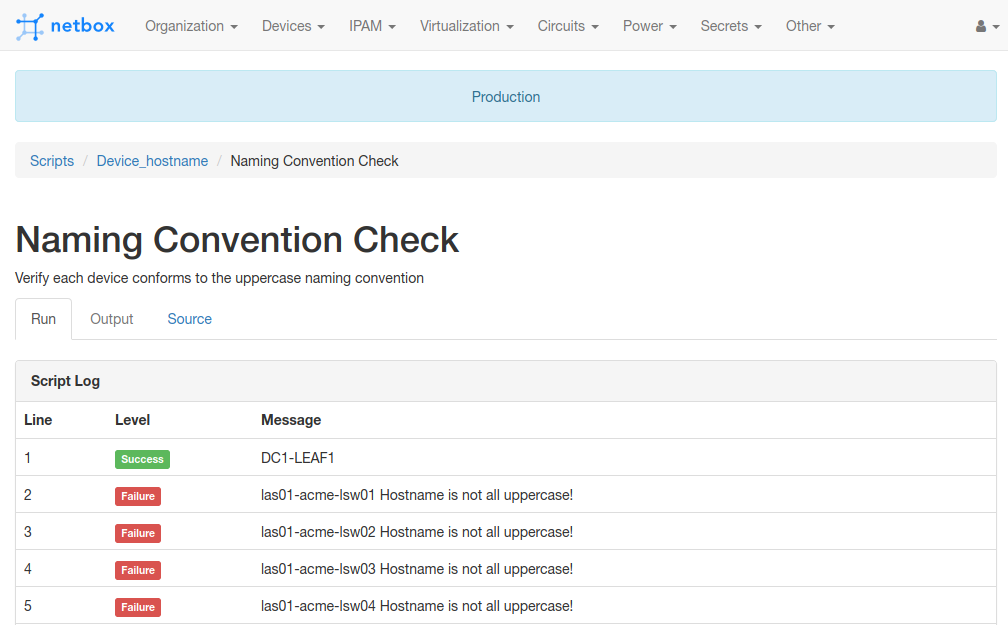 netbox Organization Devices IPAM Virtualization Circuits Power Secrets Other
Production
Scripts / Device_hostname / Naming Convention Check
Naming Convention Check
Verify each device conforms to the uppercase naming convention
Run Output Source
Script Log
Line Level Message
1 Success DC1-LEAF1
2 Failure las01-acme-lsw01 Hostname is not all uppercase!
3 Failure las01-acme-lsw02 Hostname is not all uppercase!
4 Failure las01-acme-lsw03 Hostname is not all uppercase!
5 Failure las01-acme-lsw04 Hostname is not all uppercase!